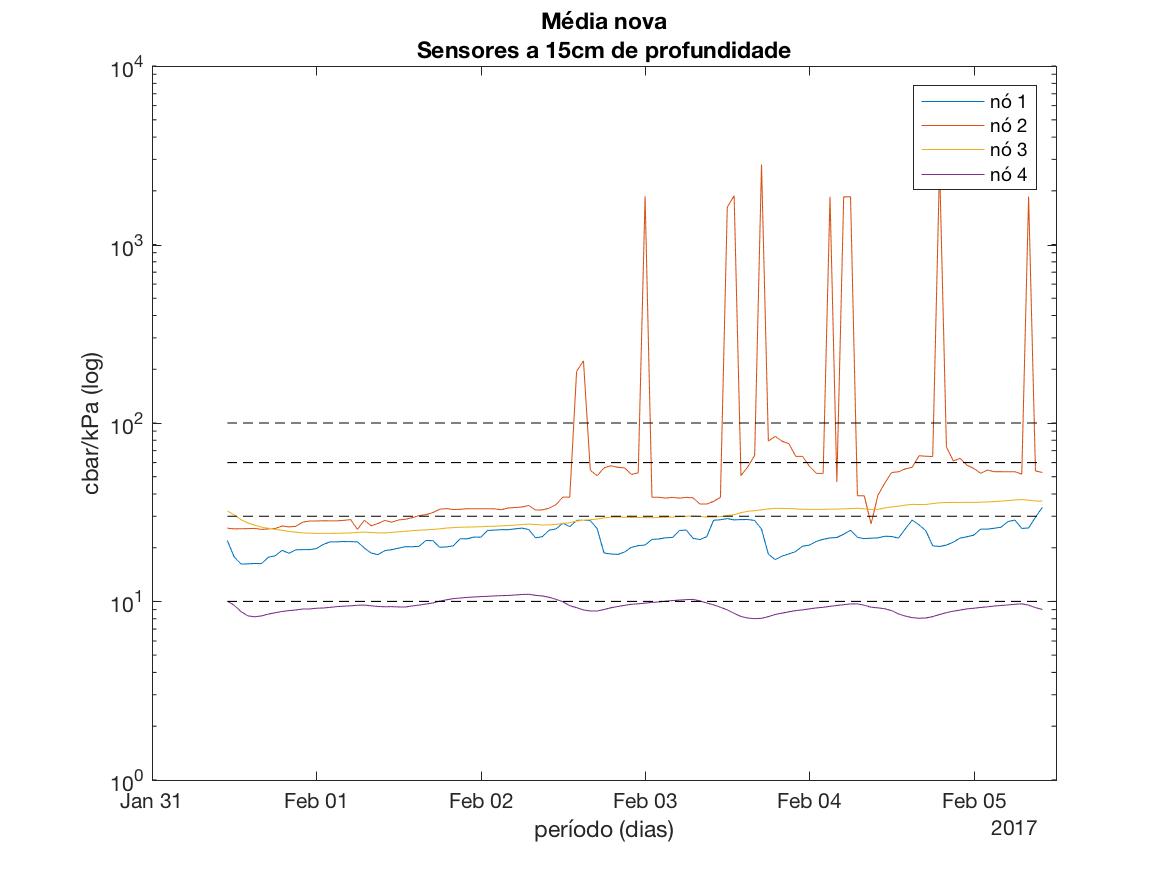 Média nova
Sensores a 15cm de profundidade
10^4
10^3
10^2
10^1
10^0
cbar/kPa (log)
nó 1
nó 2
nó 3
nó 4
Jan 31 Feb 01 Feb 02 Feb 03 Feb 04 Feb 05
2017
período (dias)